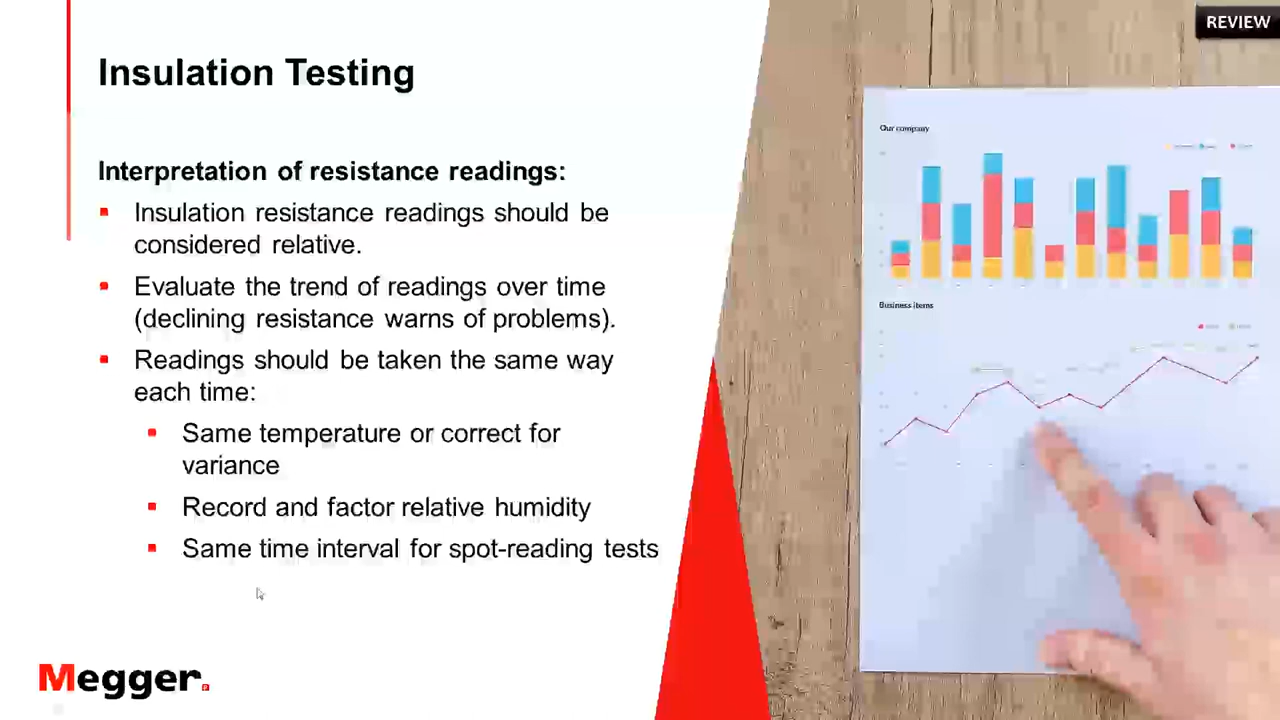 REVIEW
Insulation Testing
Interpretation of resistance readings:
Insulation resistance readings should be
considered relative.
Evaluate the trend of readings over time
(declining resistance warns of problems).
Readings should be taken the same way
each time:
Same temperature or correct for
variance
Record and factor relative humidity
Same time interval for spot-reading tests
Megger.
Our company
Business items